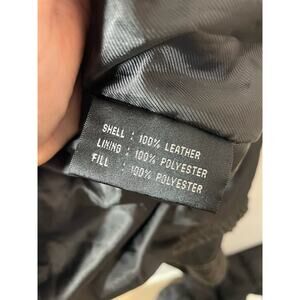 SHELL : 100% LEATHER
LINING : 100% POLYESTER
FILL : 100% POLYESTER